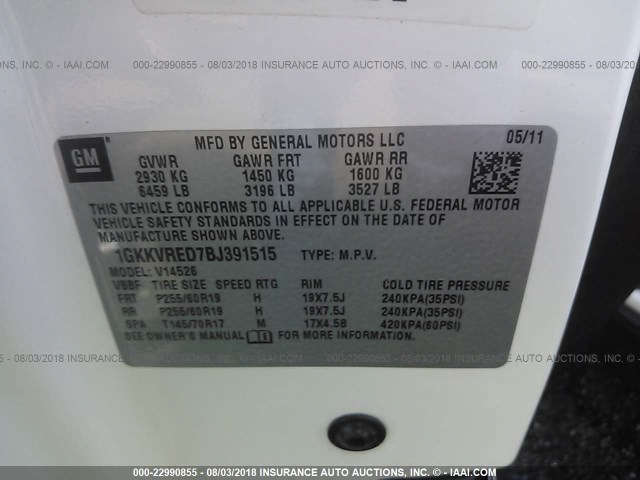 000-22990855 - 08/03/2018 INSURANCE AUTO AUCTIONS, INC. - IAAI.COM
GM
MFD BY GENERAL MOTORS LLC 05/11
GVWR GAWR FRT GAWR RR
2930 KG 1450 KG 1600 KG
6459 LB 3196 LB 3527 LB
THIS VEHICLE CONFORMS TO ALL APPLICABLE U.S. FEDERAL MOTOR
VEHICLE SAFETY STANDARDS IN EFFECT ON THE DATE OF
MANUFACTURE SHOWN ABOVE.
1GKKVRED7BJ391515 TYPE: M.P.V.
MODEL: V14526
VBBF TIRE SIZE SPEED RTG RIM COLD TIRE PRESSURE
FRT P255/60R19 H 19X7.5J 240KPA(35PSI)
RR P255/60R19 H 19X7.5J 240KPA(35PSI)
SPA T145/70R17 M 17X4.5B 420KPA(60PSI)
SEE OWNER'S MANUAL FOR MORE INFORMATION.
000-22990855 - 08/03/2018 INSURANCE AUTO AUCTIONS, INC. - IAAI.COM
000-22990855 - 08/03/2018 INSURANCE AUTO AUCTIONS, INC. - IAAI.COM